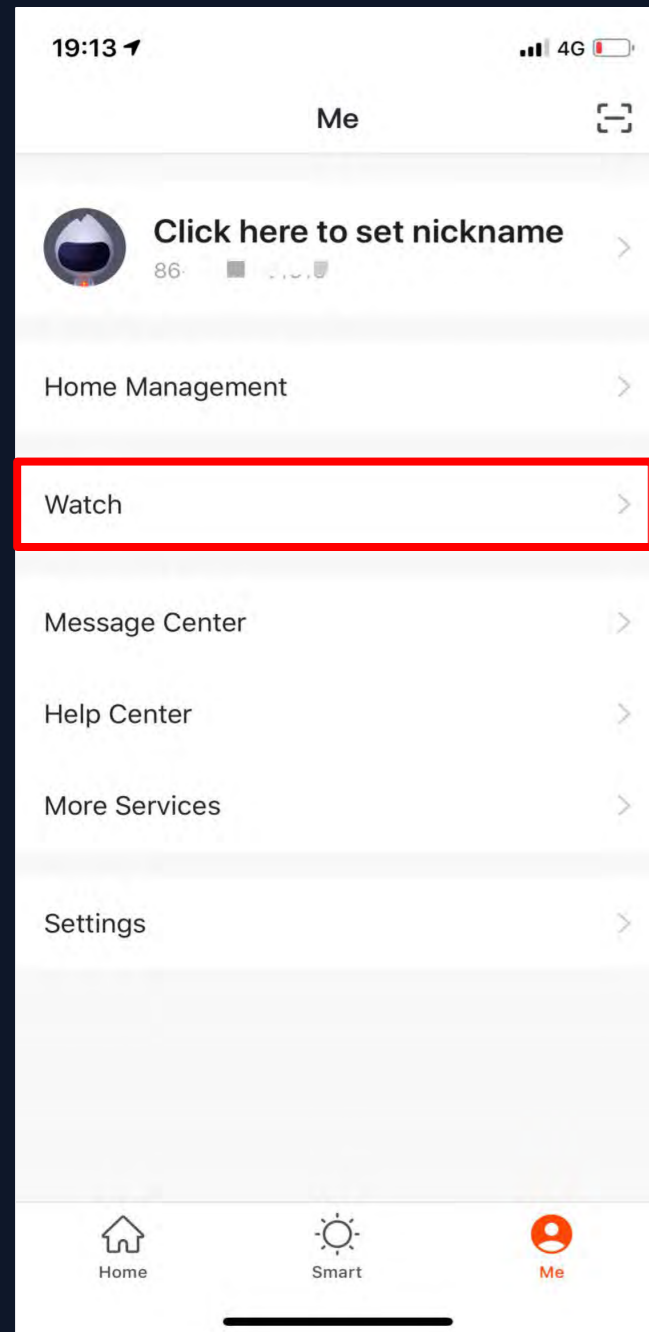 19:13
4G
Me
Click here to set nickname
86-
Home Management
Watch
Message Center
Help Center
More Services
Settings
Home
Smart
Me